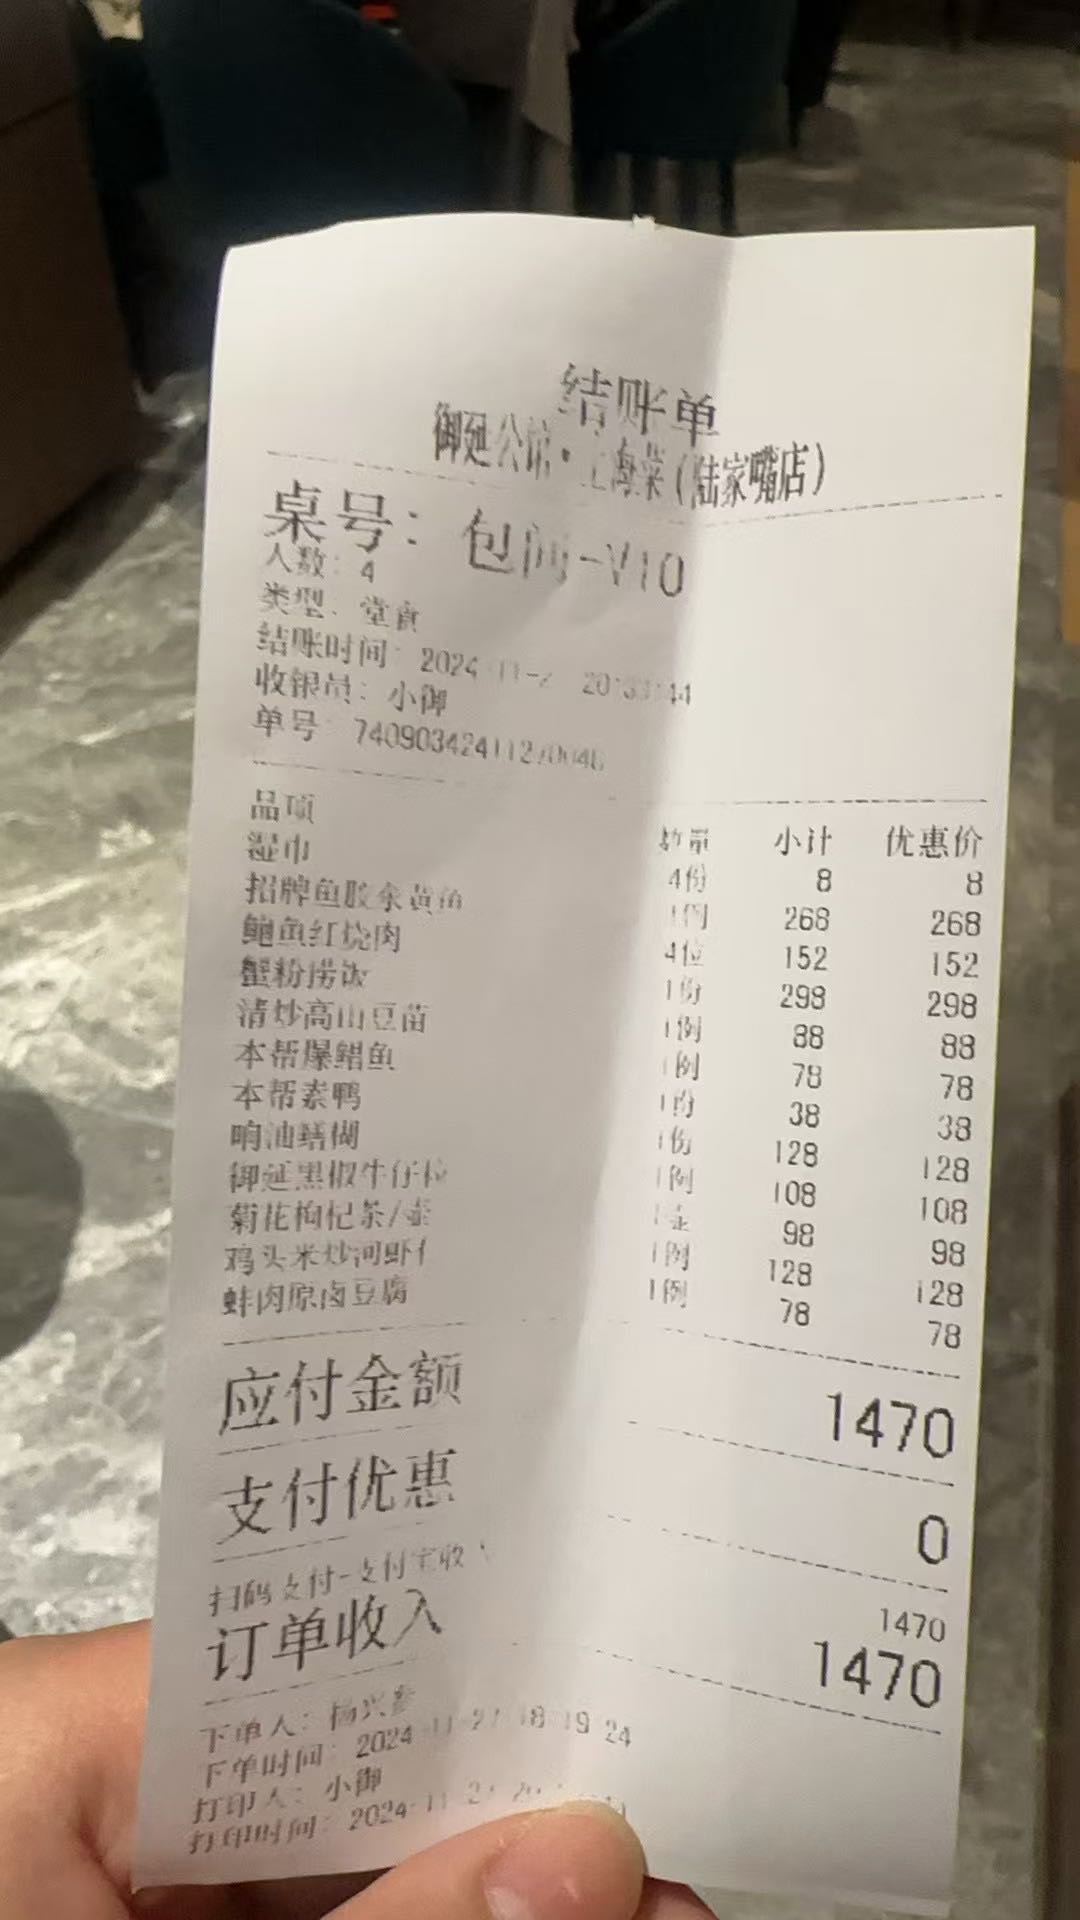 结账单
御延公馆·上海菜(陆家嘴店)
桌号: 包间-V10
人数: 4
类型: 堂食
结账时间: 2024-11-2
收银员: 小御
单号
品项 数量 小计 优惠价
湿巾 4份 8 8
招牌鱼胶汆黄鱼 1例 268 268
鲍鱼红烧肉 4位 152 152
蟹粉捞饭 1份 298 298
清炒高山豆苗 1例 88 88
本帮爆鲳鱼 1例 78 78
本帮素鸭 1份 38 38
响油鳝糊 1份 128 128
御延黑椒牛仔粒 1例 108 108
菊花枸杞茶/壶 1壶 98 98
鸡头米炒河虾仁 1例 128 128
蚌肉原卤豆腐 1例 78 78
应付金额 1470
支付优惠 0
扫码支付-支付宝收 1470
订单收入 1470
下单人: 杨兴
下单时间: 2024-11-27 18:19:24
打印人: 小御
打印时间: 2024-11-27